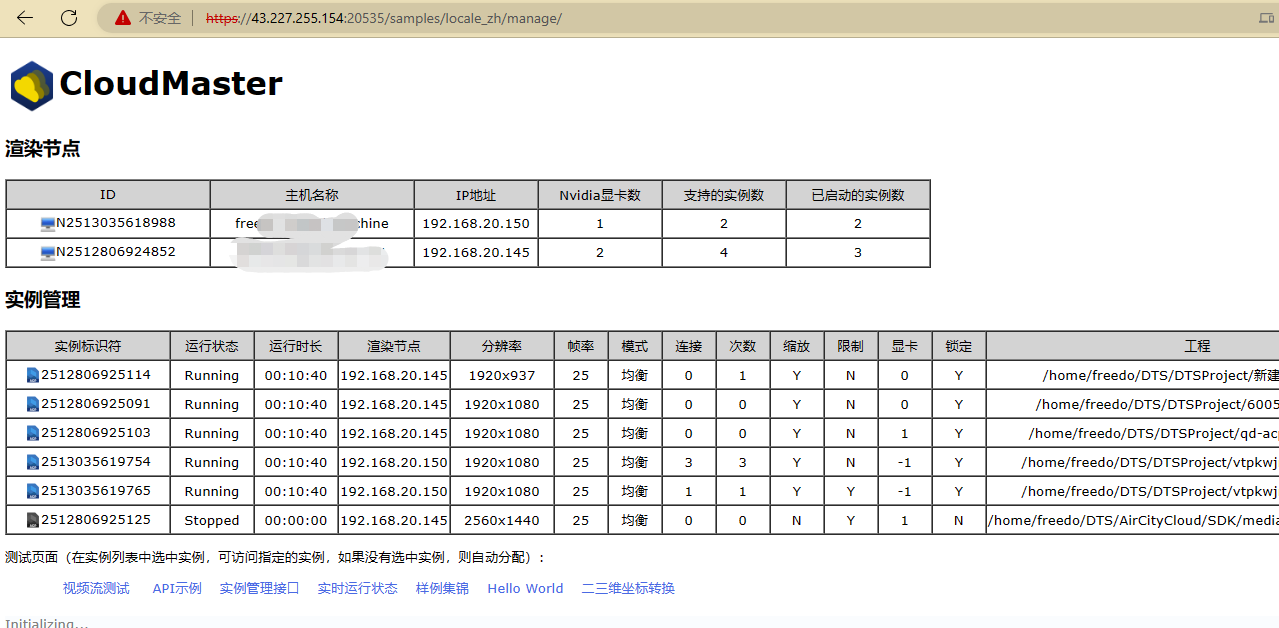 不安全 https://43.227.255.154:20535/samples/locale_zh/manage/
CloudMaster
渲染节点
ID 主机名称 IP地址 Nvidia显卡数 支持的实例数 已启动的实例数
N2513035618988 free chine 192.168.20.150 1 2 2
N2512806924852 192.168.20.145 2 4 3
实例管理
实例标识符 运行状态 运行时长 渲染节点 分辨率 帧率 模式 连接 次数 缩放 限制 显卡 锁定 工程
2512806925114 Running 00:10:40 192.168.20.145 1920x937 25 均衡 0 1 Y N 0 Y /home/freedo/DTS/DTSProject/新建
2512806925091 Running 00:10:40 192.168.20.145 1920x1080 25 均衡 0 0 Y N 0 Y /home/freedo/DTS/DTSProject/6005
2512806925103 Running 00:10:40 192.168.20.145 1920x1080 25 均衡 0 0 Y N 1 Y /home/freedo/DTS/DTSProject/qd-acp
2513035619754 Running 00:10:40 192.168.20.150 1920x1080 25 均衡 3 3 Y N -1 Y /home/freedo/DTS/DTSProject/vtpkwj
2513035619765 Running 00:10:40 192.168.20.150 1920x1080 25 均衡 1 1 Y Y -1 Y /home/freedo/DTS/DTSProject/vtpkwj
2512806925125 Stopped 00:00:00 192.168.20.145 2560x1440 25 均衡 0 0 N Y 1 N /home/freedo/DTS/AirCityCloud/SDK/media
测试页面（在实例列表中选中实例，可访问指定的实例，如果没有选中实例，则自动分配）：
视频流测试 API示例 实例管理接口 实时运行状态 样例集锦 Hello World 二三维坐标转换
Initializing...